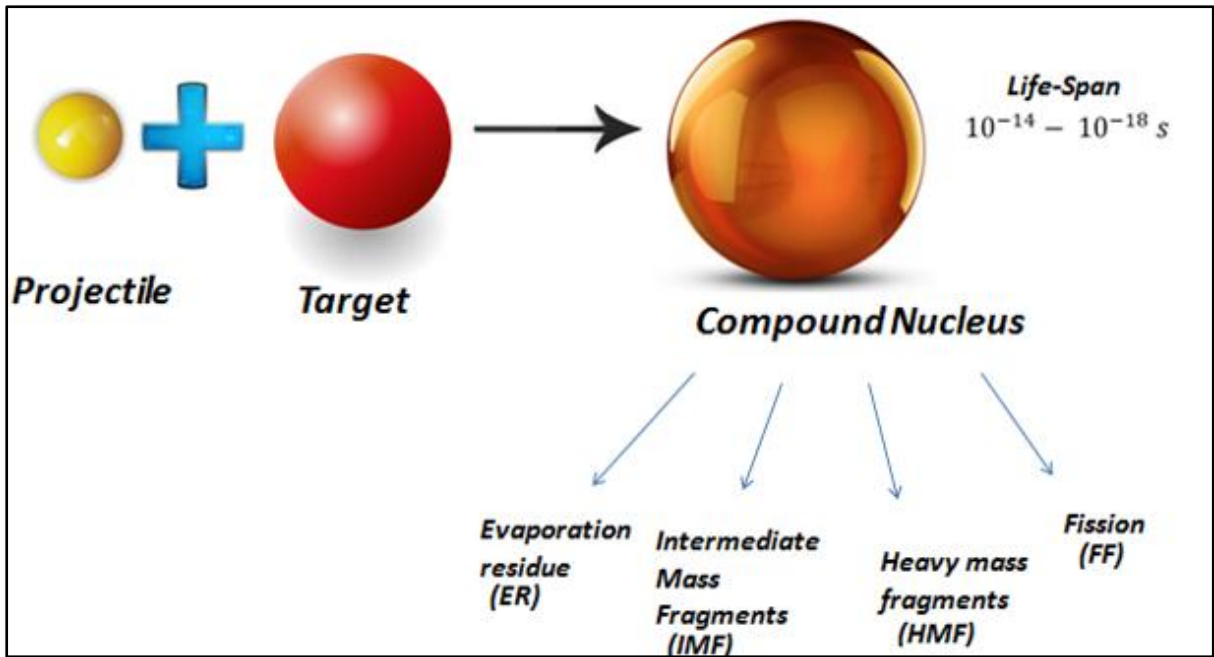 Life-Span
10⁻¹⁴ – 10⁻¹⁸ s
Projectile
Target
Compound Nucleus
Evaporation
residue
(ER)
Intermediate
Mass
Fragments
(IMF)
Heavy mass
fragments
(HMF)
Fission
(FF)